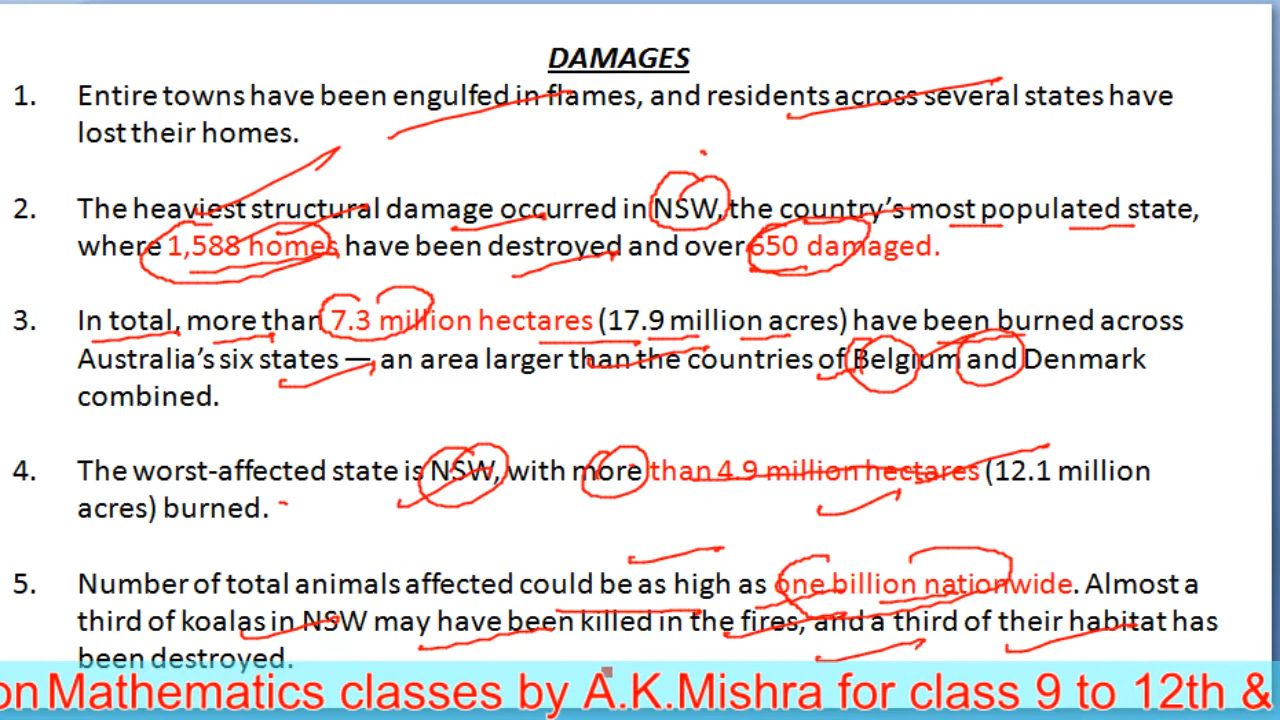 DAMAGES
1. Entire towns have been engulfed in flames, and residents across several states have
lost their homes.
2. The heaviest structural damage occurred in NSW, the country’s most populated state,
where 1,588 homes have been destroyed and over 650 damaged.
3. In total, more than 7.3 million hectares (17.9 million acres) have been burned across
Australia’s six states — an area larger than the countries of Belgium and Denmark
combined.
4. The worst-affected state is NSW, with more than 4.9 million hectares (12.1 million
acres) burned.
5. Number of total animals affected could be as high as one billion nationwide. Almost a
third of koalas in NSW may have been killed in the fires, and a third of their habitat has
been destroyed.
on Mathematics classes by A.K.Mishra for class 9 to 12th &